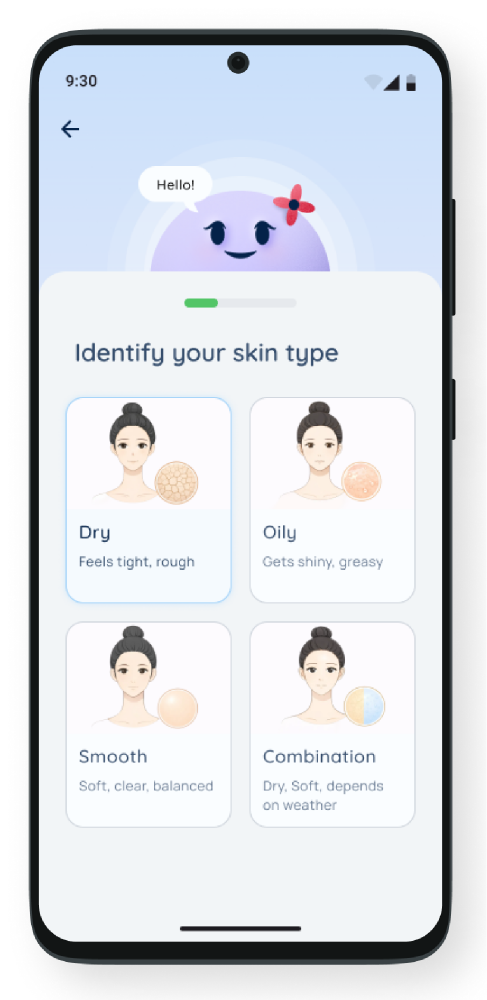 9:30
Hello!
Identify your skin type
Dry
Feels tight, rough
Oily
Gets shiny, greasy
Smooth
Soft, clear, balanced
Combination
Dry, Soft, depends
on weather